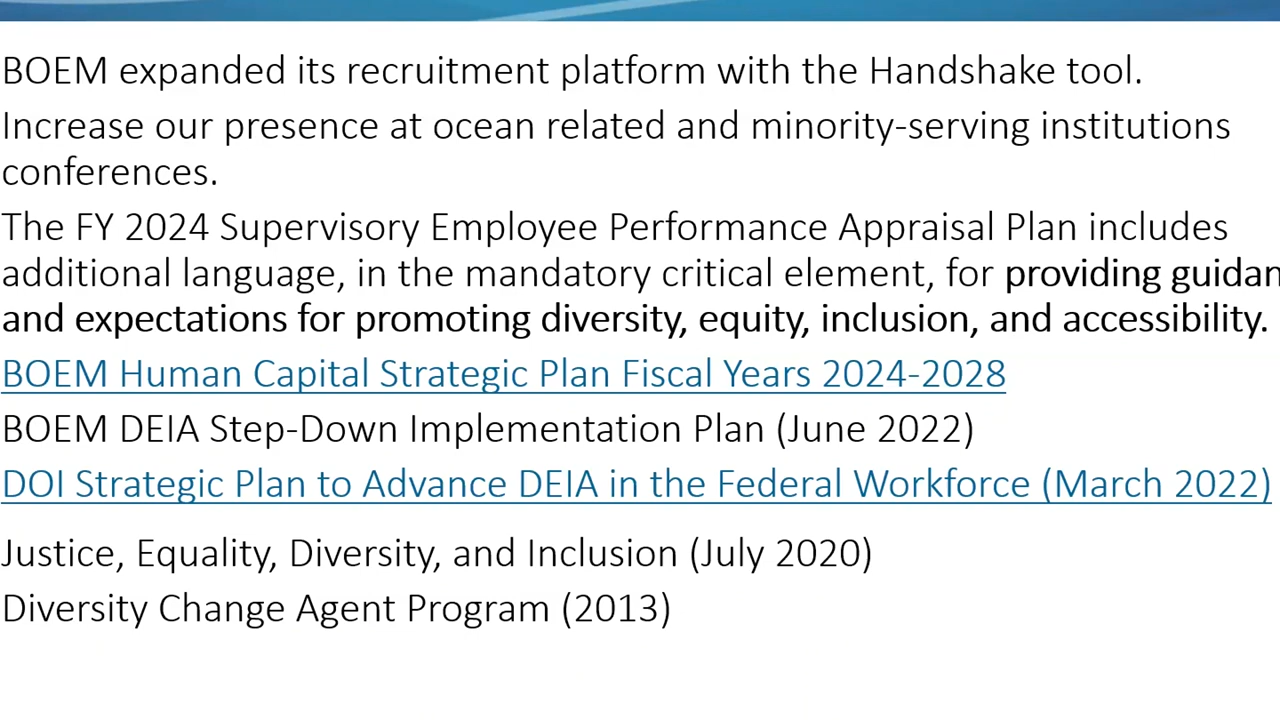 BOEM expanded its recruitment platform with the Handshake tool.
Increase our presence at ocean related and minority-serving institutions
conferences.
The FY 2024 Supervisory Employee Performance Appraisal Plan includes
additional language, in the mandatory critical element, for providing
and expectations for promoting diversity, equity, inclusion, and accessibility.
BOEM Human Capital Strategic Plan Fiscal Years 2024-2028
BOEM DEIA Step-Down Implementation Plan (June 2022)
DOI Strategic Plan to Advance DEIA in the Federal Workforce (March 2022)
Justice, Equality, Diversity, and Inclusion (July 2020)
Diversity Change Agent Program (2013)